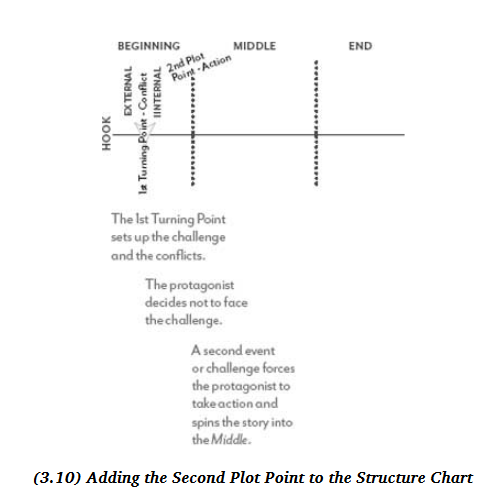 BEGINNING MIDDLE END
2nd Plot
Point - Action
HOOK
EXTERNAL
1st Turning Point - Conflict
IINTERNAL
The 1st Turning Point
sets up the challenge
and the conflicts.
The protagonist
decides not to face
the challenge.
A second event
or challenge forces
the protagonist to
take action and
spins the story into
the Middle.
(3.10) Adding the Second Plot Point to the Structure Chart